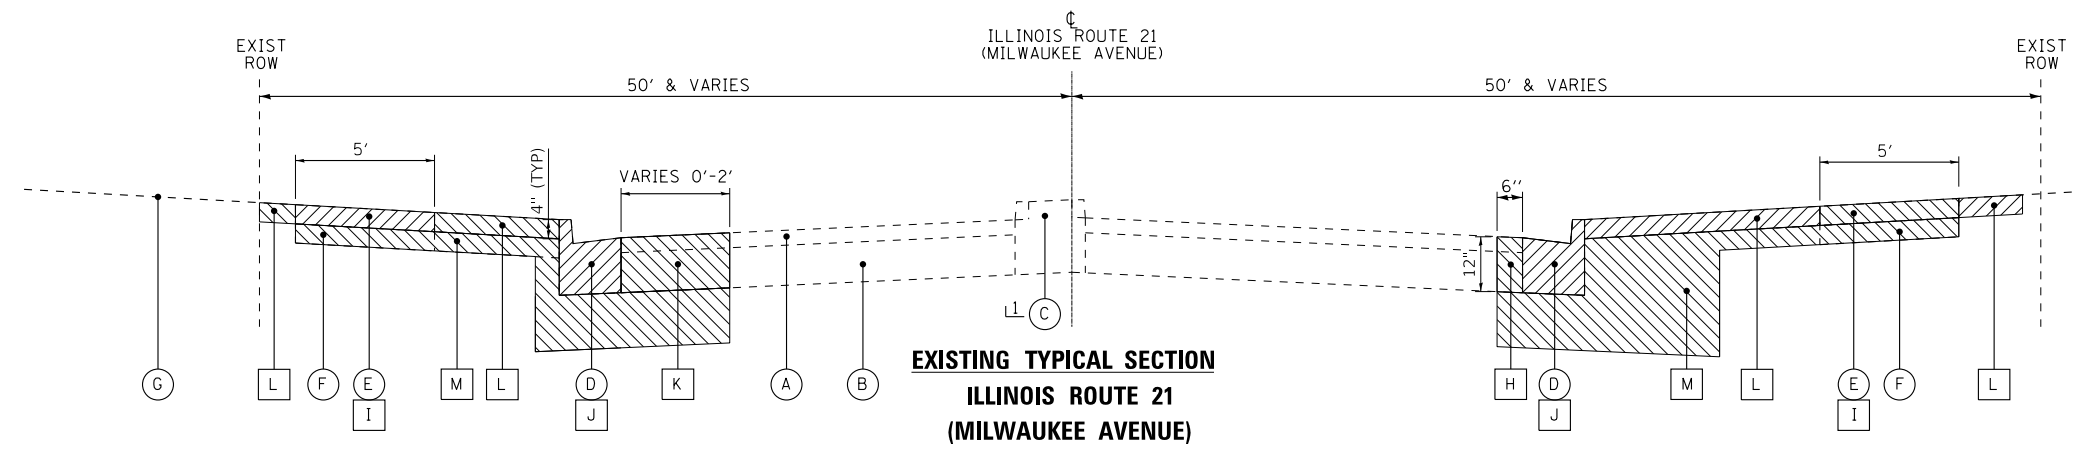 ℄
ILLINOIS ROUTE 21
(MILWAUKEE AVENUE)
EXIST
ROW
EXIST
ROW
50' & VARIES
50' & VARIES
5'
4" (TYP)
VARIES 0'-2'
6"
5'
12"
1
C
G
L
F
E
I
M
L
D
J
K
A
B
H
D
J
M
L
E
I
F
L
EXISTING TYPICAL SECTION
ILLINOIS ROUTE 21
(MILWAUKEE AVENUE)